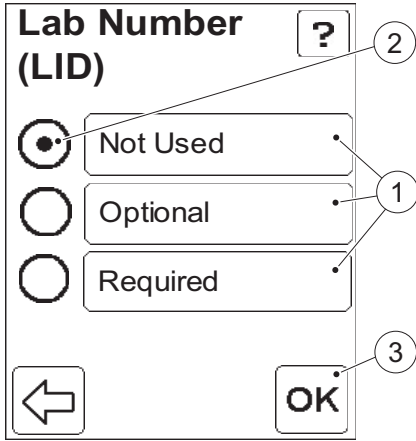 Lab Number
(LID)
?
2
Not Used
1
Optional
Required
3
OK